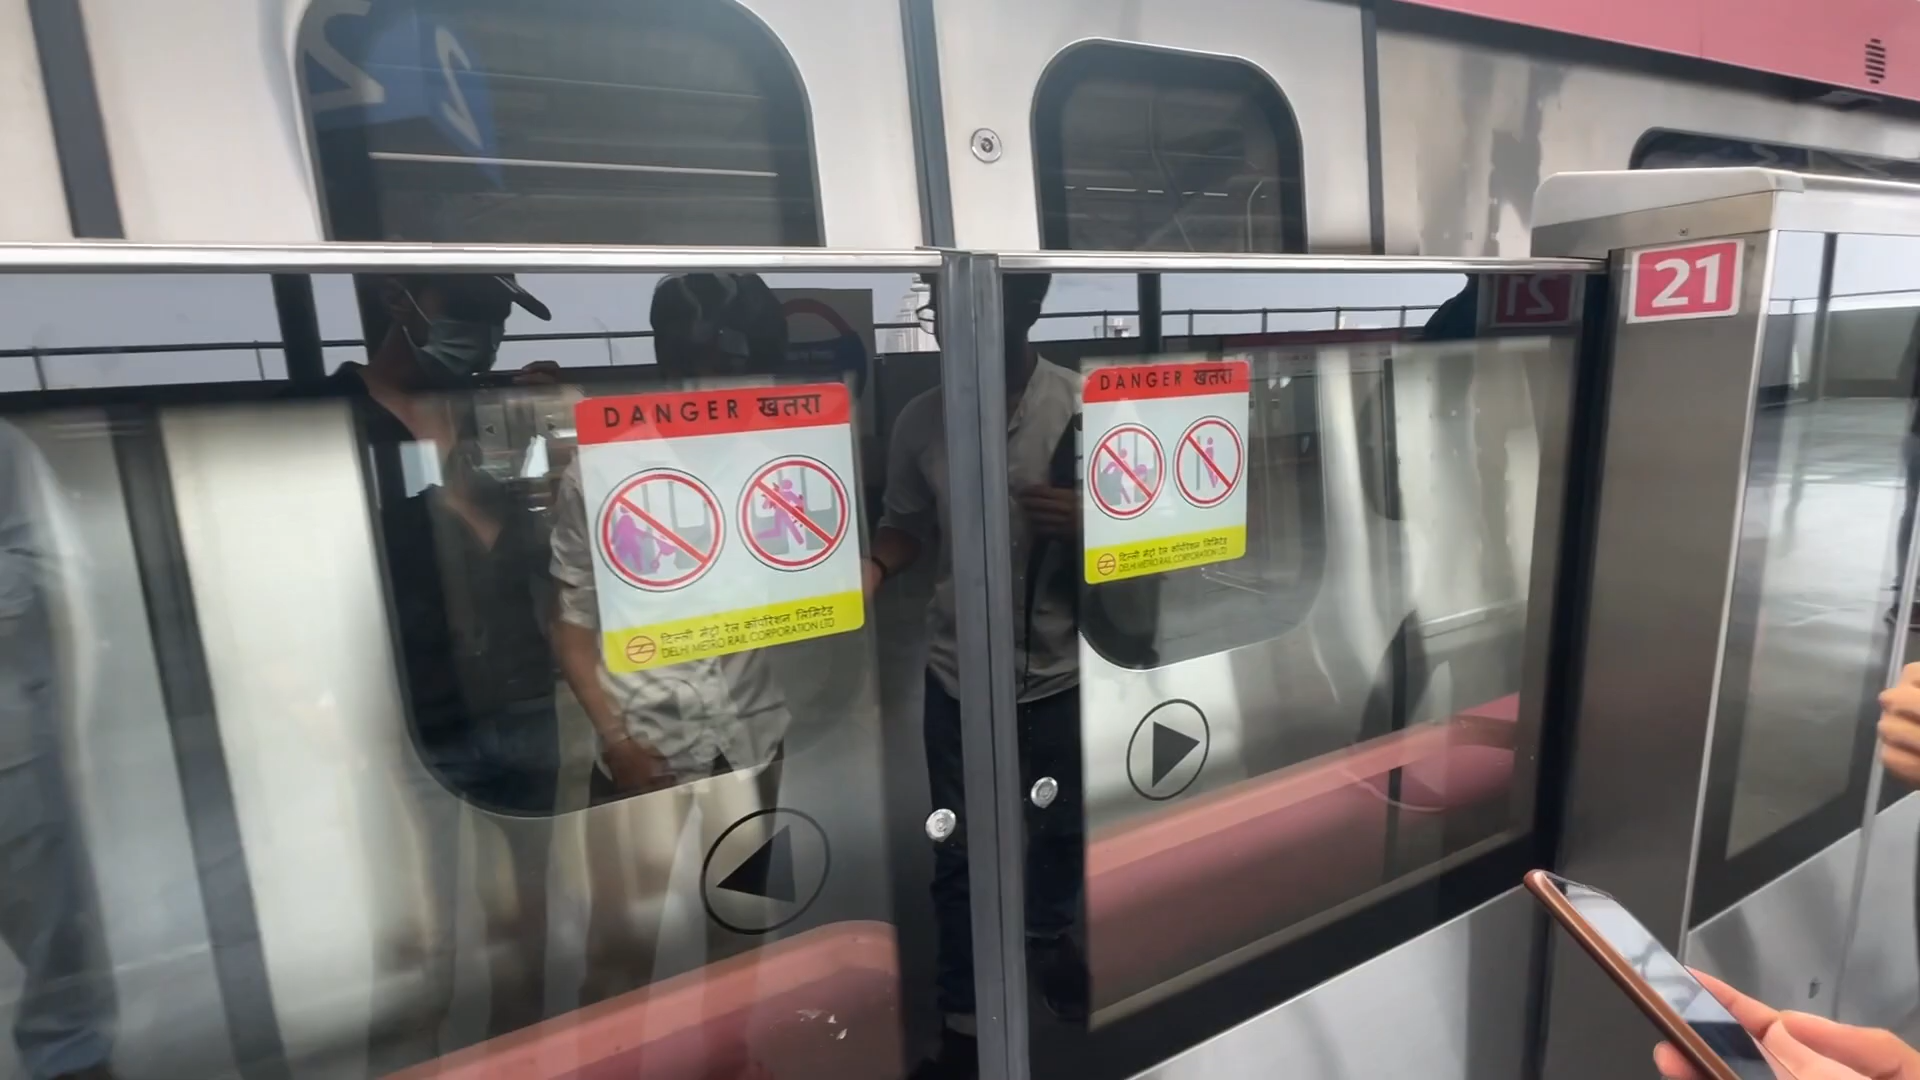 21
DANGER खतरा
दिल्ली मेट्रो रेल कॉर्पोरेशन लिमिटेड
DELHI METRO RAIL CORPORATION LTD
DANGER खतरा
दिल्ली मेट्रो रेल कॉर्पोरेशन लिमिटेड
DELHI METRO RAIL CORPORATION LTD